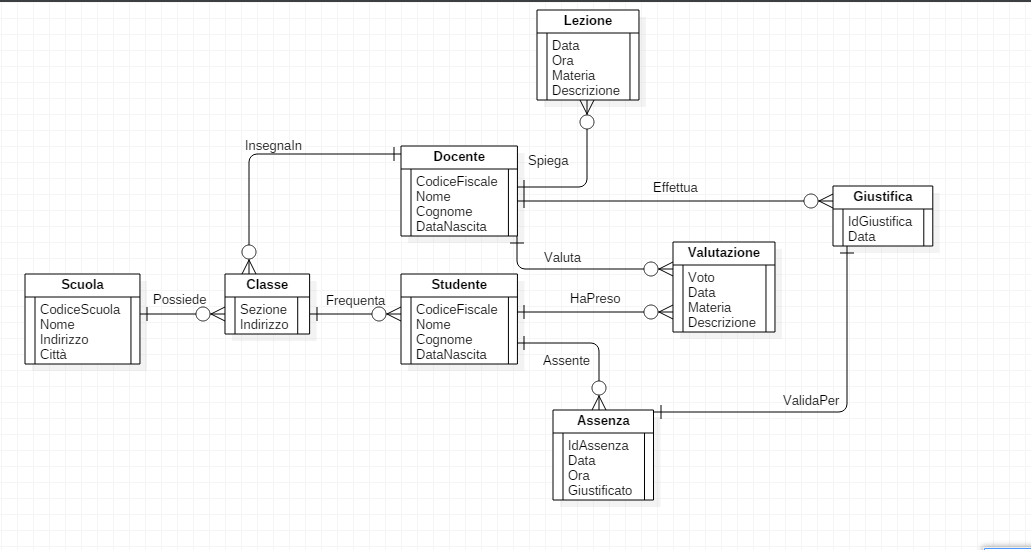 Lezione
Data
Ora
Materia
Descrizione
InsegnaIn
Docente
CodiceFiscale
Nome
Cognome
DataNascita
Spiega
Effettua
Giustifica
IdGiustifica
Data
Valuta
Valutazione
Voto
Data
Materia
Descrizione
Scuola
CodiceScuola
Nome
Indirizzo
Città
Possiede
Classe
Sezione
Indirizzo
Frequenta
Studente
CodiceFiscale
Nome
Cognome
DataNascita
HaPreso
Assente
ValidaPer
Assenza
IdAssenza
Data
Ora
Giustificato